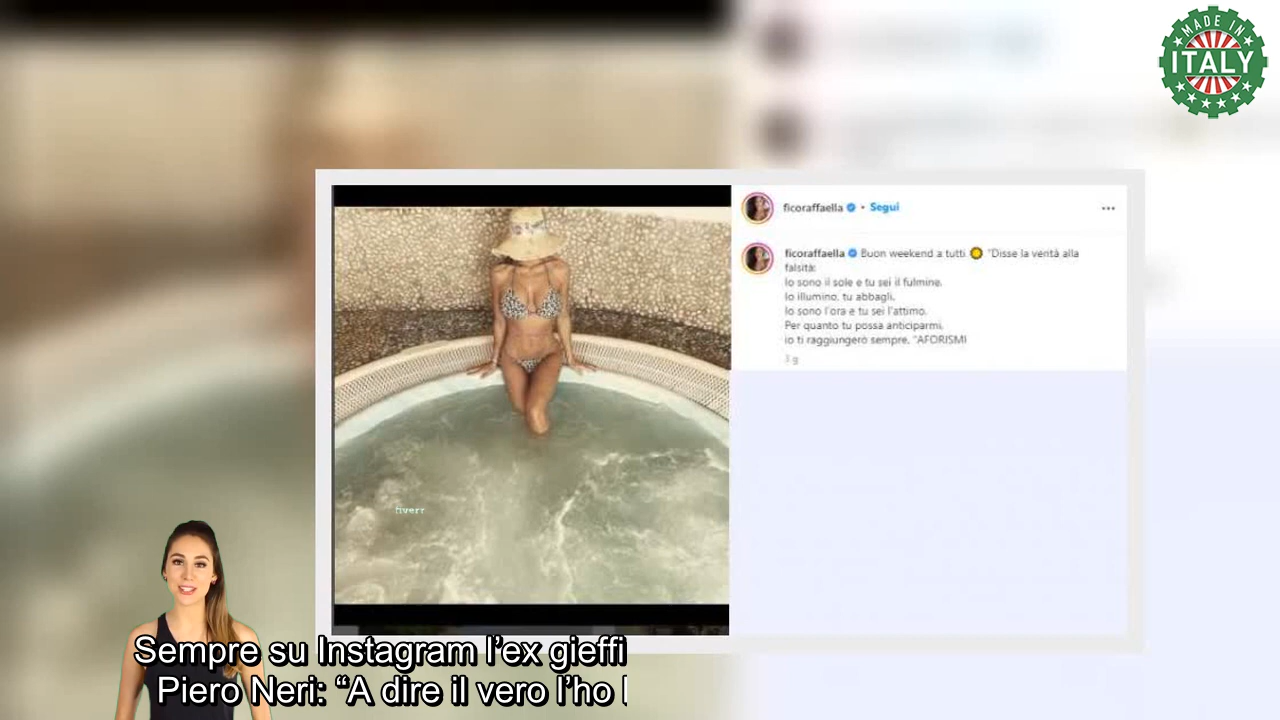 MADE IN
ITALY
ficoraffaella • Segui
ficoraffaella Buon weekend a tutti "Disse la verità alla
falsità:
Io sono il sole e tu sei il fulmine.
Io illumino, tu abbagli.
Io sono l'ora e tu sei l'attimo.
Per quanto tu possa anticiparmi,
io ti raggiungerò sempre. "AFORISMI
3 g
fiverr
Sempre su Instagram l’ex gieffi
Piero Neri: “A dire il vero l’ho